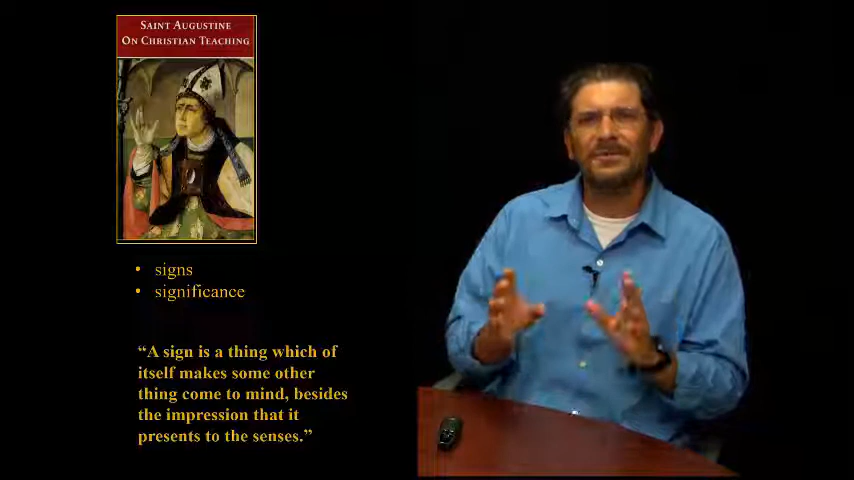 SAINT AUGUSTINE
ON CHRISTIAN TEACHING
• signs
• significance
“A sign is a thing which of
itself makes some other
thing come to mind, besides
the impression that it
presents to the senses.”